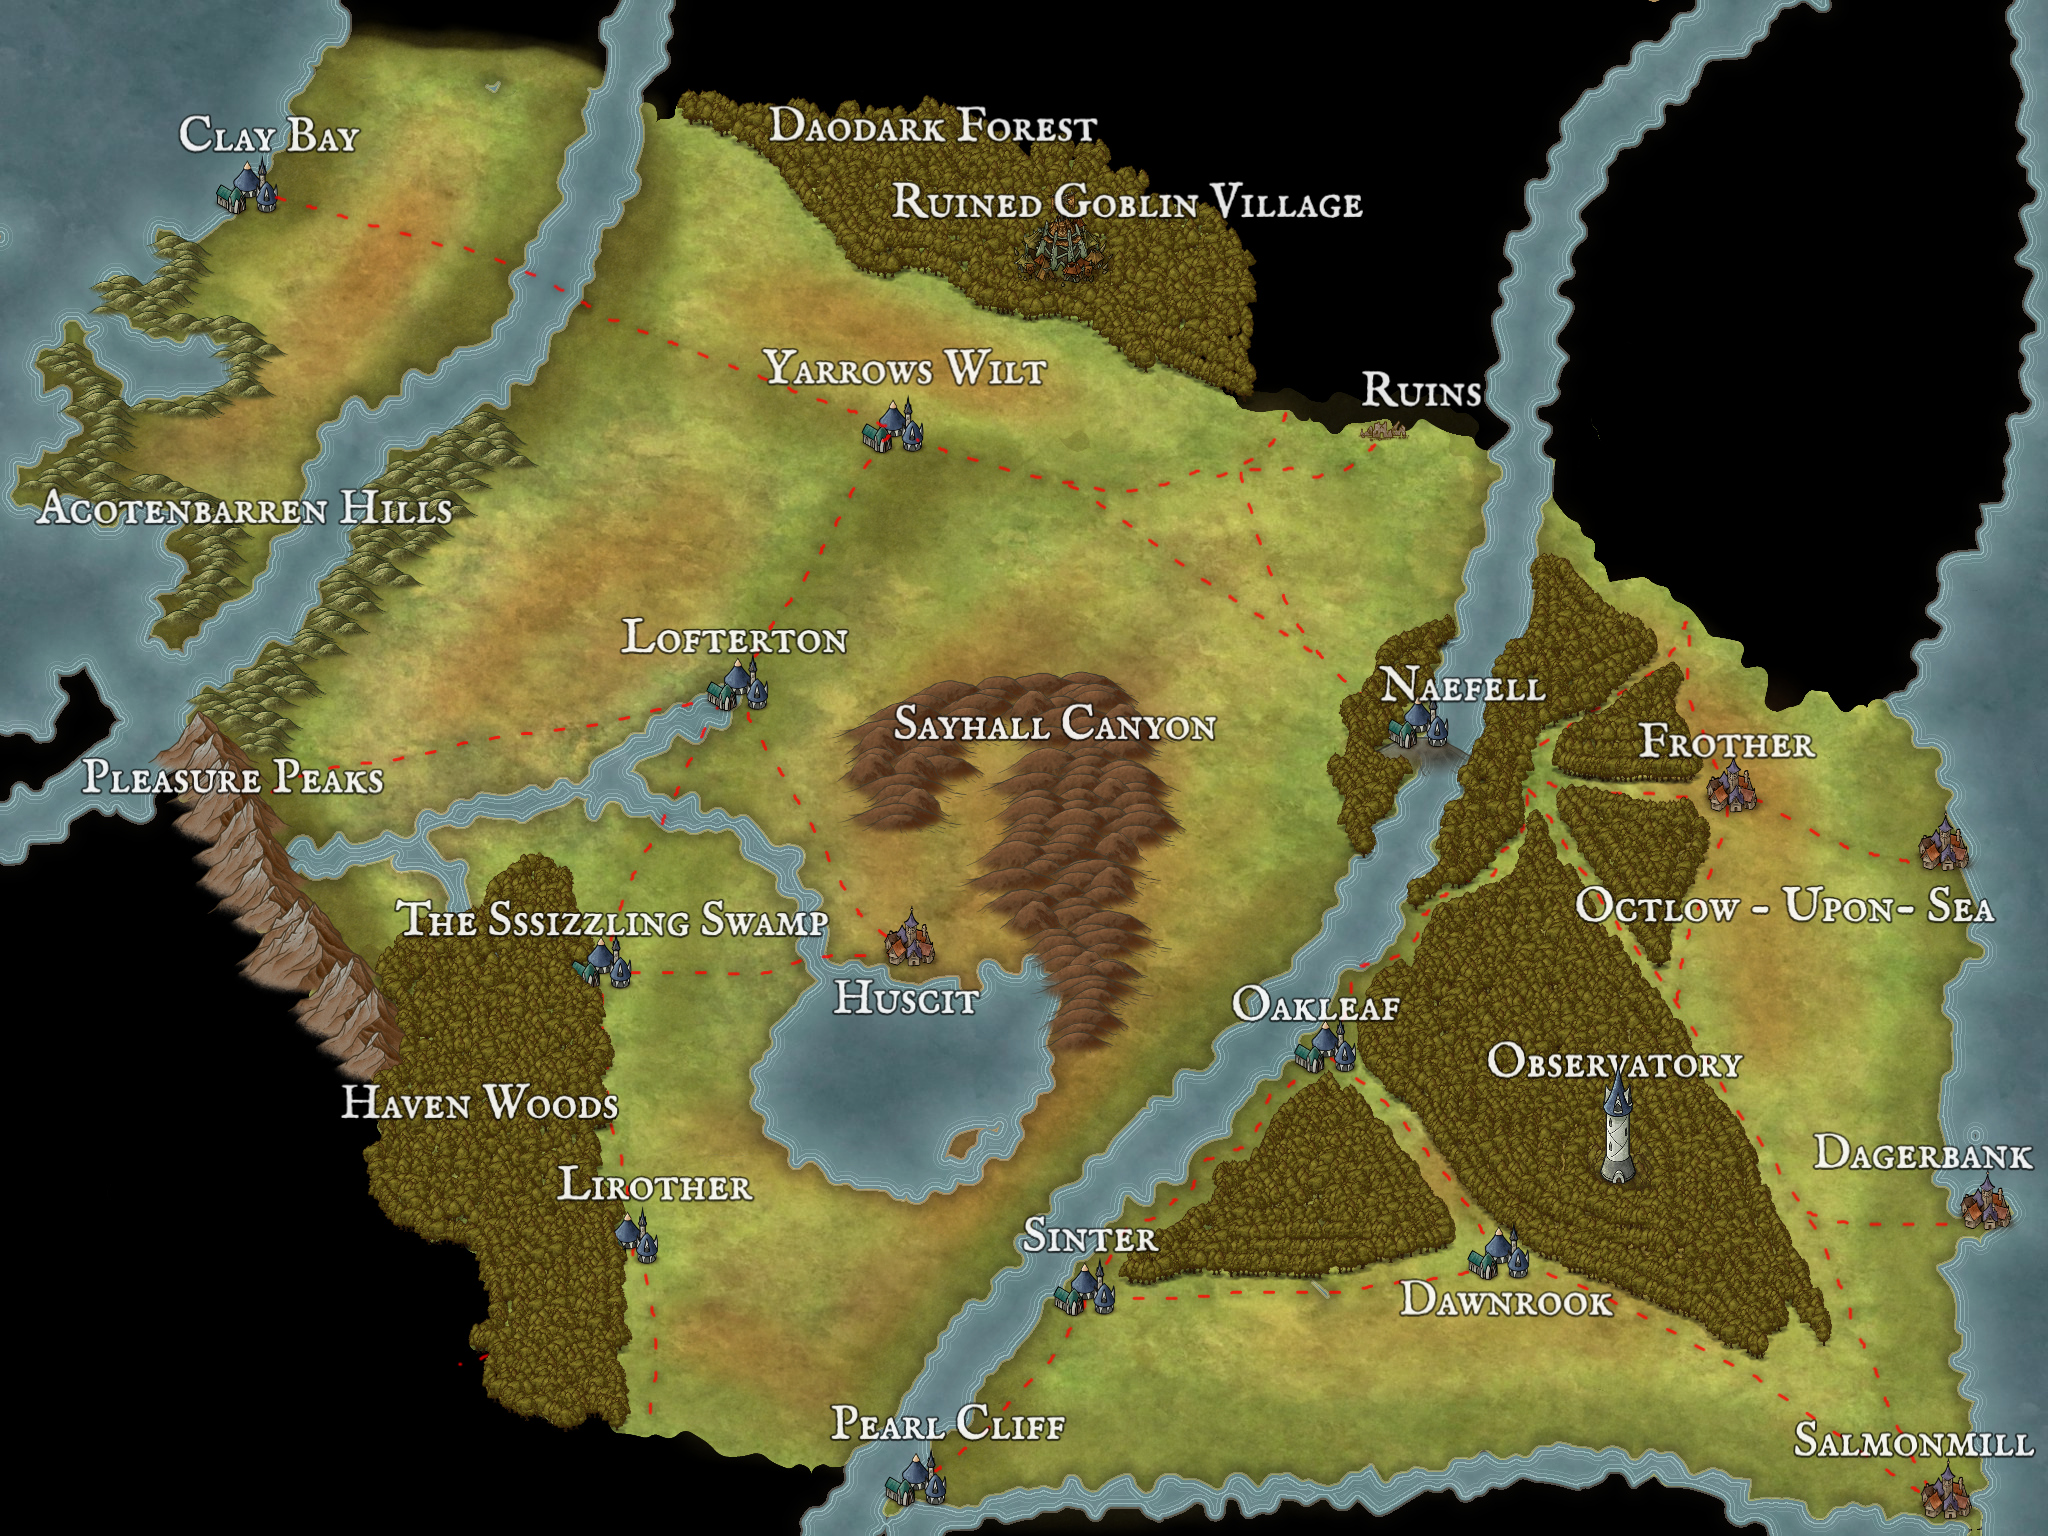 Daodark Forest
Clay Bay
Ruined Goblin Village
Yarrows Wilt
Ruins
Acotenbarren Hills
Lofterton
Naefell
Sayhall Canyon
Frother
Pleasure Peaks
Octlow - Upon- Sea
The Sssizzling Swamp
Huscit
Oakleaf
Observatory
Haven Woods
Dagerbank
Lirother
Sinter
Dawnrook
Pearl Cliff
Salmonmill